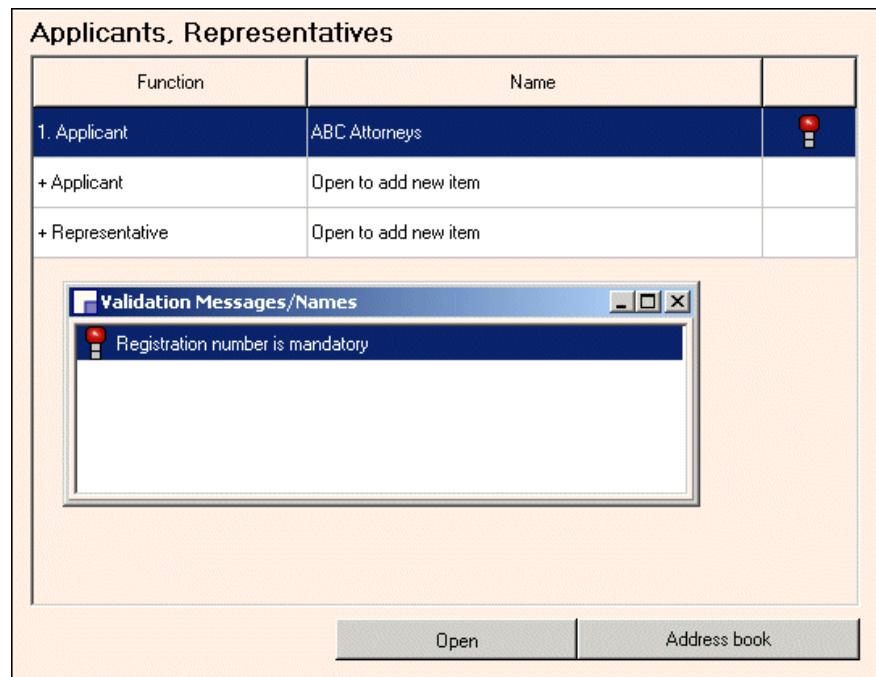 Applicants, Representatives
Function Name
1. Applicant ABC Attorneys
+ Applicant Open to add new item
+ Representative Open to add new item
Validation Messages/Names
Registration number is mandatory
Open Address book